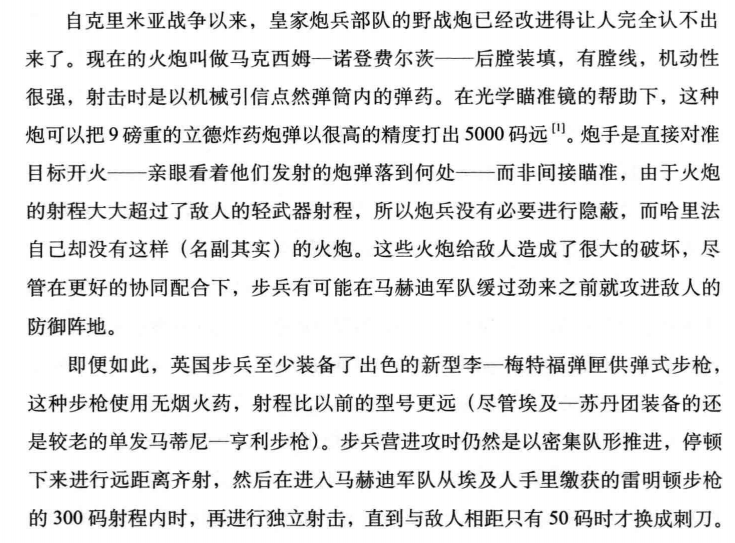 自克里米亚战争以来，皇家炮兵部队的野战炮已经改进得让人完全认不出
来了。现在的火炮叫做马克西姆—诺登费尔茨——后膛装填，有膛线，机动性
很强，射击时是以机械引信点然弹筒内的弹药。在光学瞄准镜的帮助下，这种
炮可以把9磅重的立德炸药炮弹以很高的精度打出5000码远[1]。炮手是直接对准
目标开火——亲眼看着他们发射的炮弹落到何处——而非间接瞄准，由于火炮
的射程大大超过了敌人的轻武器射程，所以炮兵没有必要进行隐蔽，而哈里法
自己却没有这样（名副其实）的火炮。这些火炮给敌人造成了很大的破坏，尽
管在更好的协同配合下，步兵有可能在马赫迪军队缓过劲来之前就攻进敌人的
防御阵地。
即便如此，英国步兵至少装备了出色的新型李—梅特福弹匣供弹式步枪，
这种步枪使用无烟火药，射程比以前的型号更远（尽管埃及—苏丹团装备的还
是较老的单发马蒂尼—亨利步枪）。步兵营进攻时仍然是以密集队形推进，停顿
下来进行远距离齐射，然后在进入马赫迪军队从埃及人手里缴获的雷明顿步枪
的300码射程内时，再进行独立射击，直到与敌人相距只有50码时才换成刺刀。